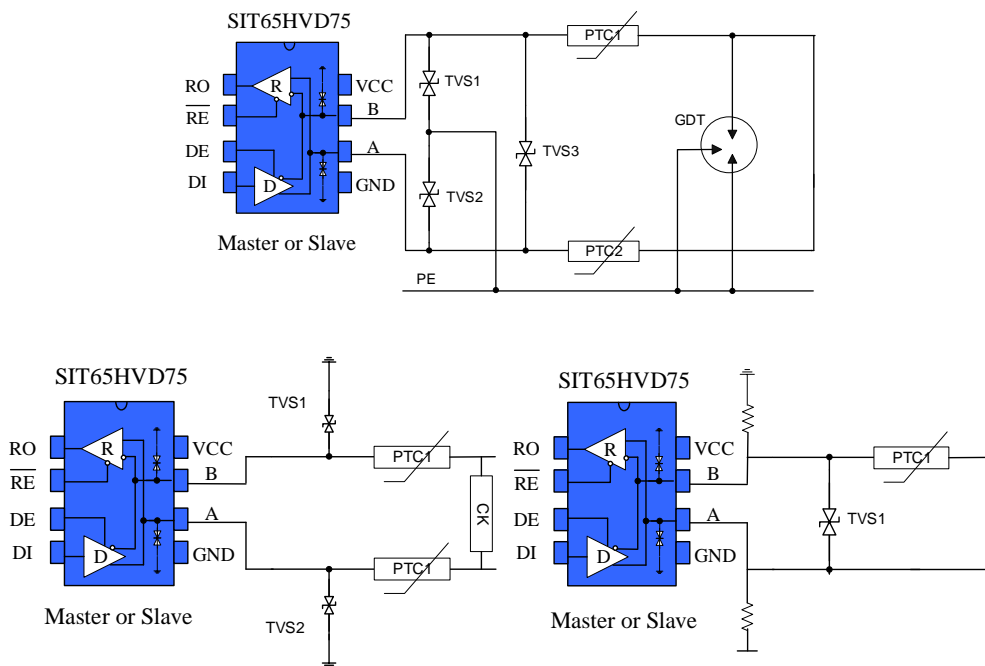 SIT65HVD75
RO
R
VCC
RE
B
DE
A
DI
D
GND
Master or Slave
TVS1
TVS2
TVS3
PTC1
PTC2
GDT
PE
SIT65HVD75
RO
R
VCC
RE
B
DE
A
DI
D
GND
Master or Slave
TVS1
TVS2
PTC1
PTC1
CK
SIT65HVD75
RO
R
VCC
RE
B
DE
A
DI
D
GND
Master or Slave
PTC1
TVS1